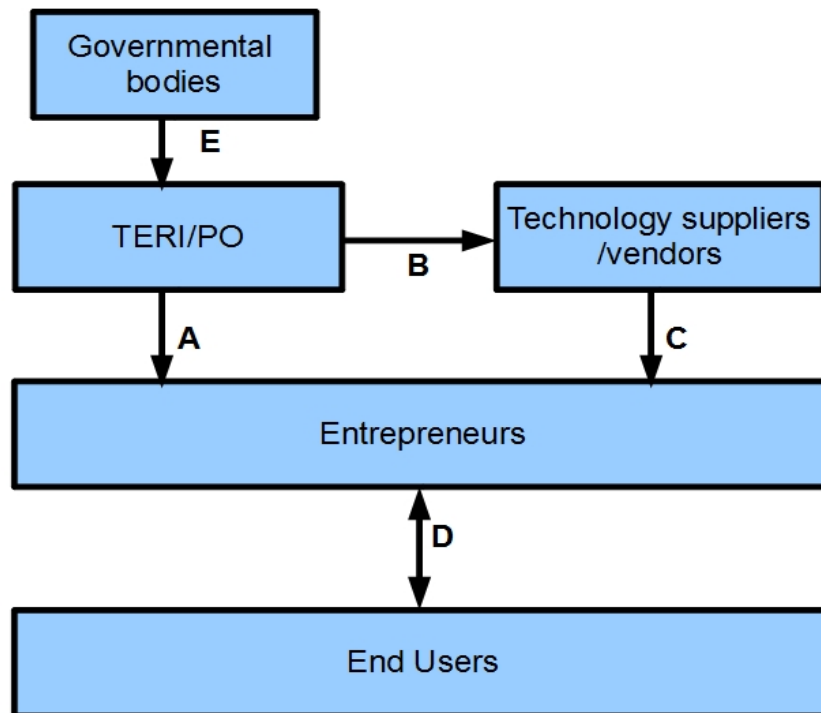 Governmental
bodies
E
TERI/PO
B
Technology suppliers
/vendors
A
C
Entrepreneurs
D
End Users